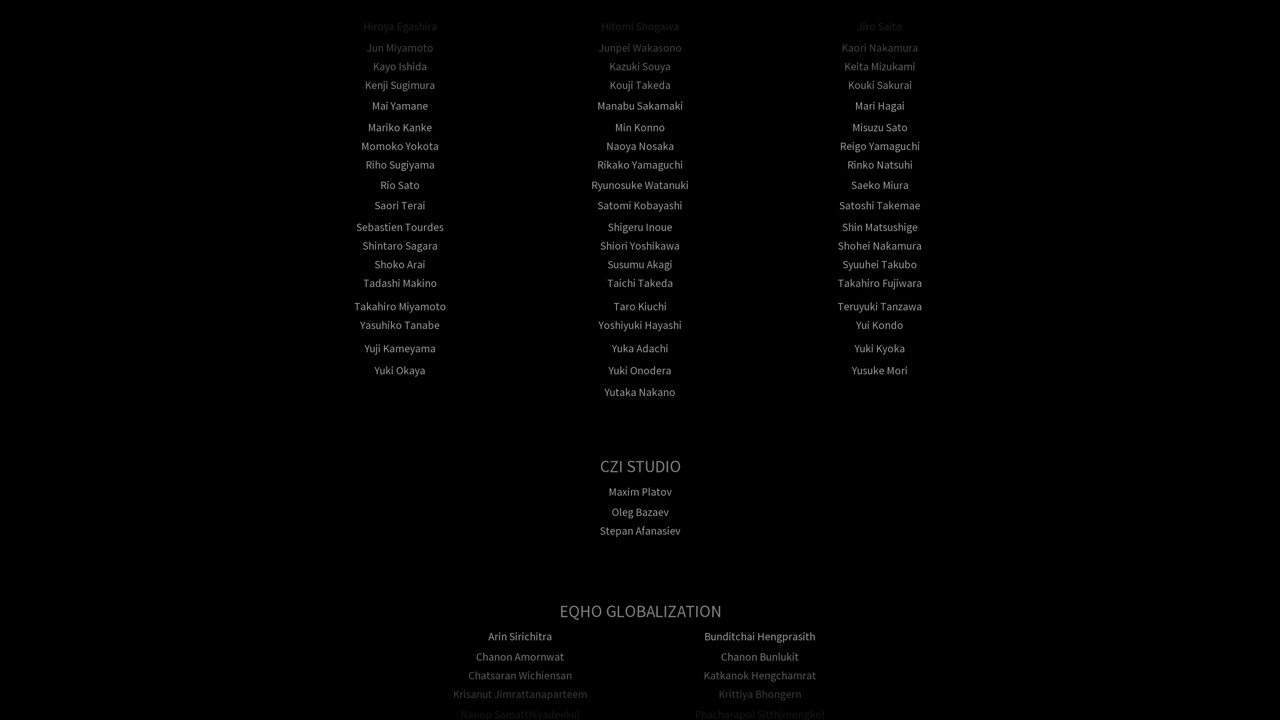 Hiroya Egashira Hitomi Shogawa Jiro Saito
Jun Miyamoto Junpei Wakasono Kaori Nakamura
Kayo Ishida Kazuki Souya Keita Mizukami
Kenji Sugimura Kouji Takeda Kouki Sakurai
Mai Yamane Manabu Sakamaki Mari Hagai
Mariko Kanke Min Konno Misuzu Sato
Momoko Yokota Naoya Nosaka Reigo Yamaguchi
Riho Sugiyama Rikako Yamaguchi Rinko Natsuhi
Rio Sato Ryunosuke Watanuki Saeko Miura
Saori Terai Satomi Kobayashi Satoshi Takemae
Sebastien Tourdes Shigeru Inoue Shin Matsushige
Shintaro Sagara Shiori Yoshikawa Shohei Nakamura
Shoko Arai Susumu Akagi Syuuhei Takubo
Tadashi Makino Taichi Takeda Takahiro Fujiwara
Takahiro Miyamoto Taro Kiuchi Teruyuki Tanzawa
Yasuhiko Tanabe Yoshiyuki Hayashi Yui Kondo
Yuji Kameyama Yuka Adachi Yuki Kyoka
Yuki Okaya Yuki Onodera Yusuke Mori
Yutaka Nakano
CZI STUDIO
Maxim Platov
Oleg Bazaev
Stepan Afanasiev
EQHO GLOBALIZATION
Arin Sirichitra Bunditchai Hengprasith
Chanon Amornwat Chanon Bunlukit
Chatsaran Wichiensan Katkanok Hengchamrat
Krisanut Jimrattanaparteem Krittiya Bhongern
Nanop Samatthiyadeekul Phacharapol Sitthimongkol